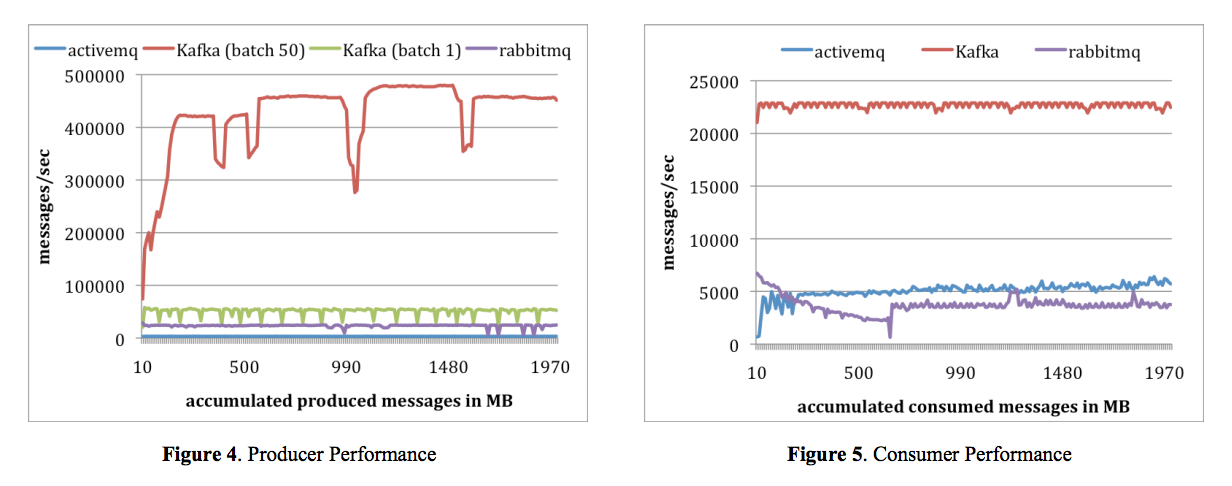 activemq Kafka (batch 50) Kafka (batch 1) rabbitmq
500000
400000
300000
200000
100000
0
messages/sec
10 500 990 1480 1970
accumulated produced messages in MB
Figure 4. Producer Performance
activemq Kafka rabbitmq
25000
20000
15000
10000
5000
0
messages/sec
10 500 990 1480 1970
accumulated consumed messages in MB
Figure 5. Consumer Performance